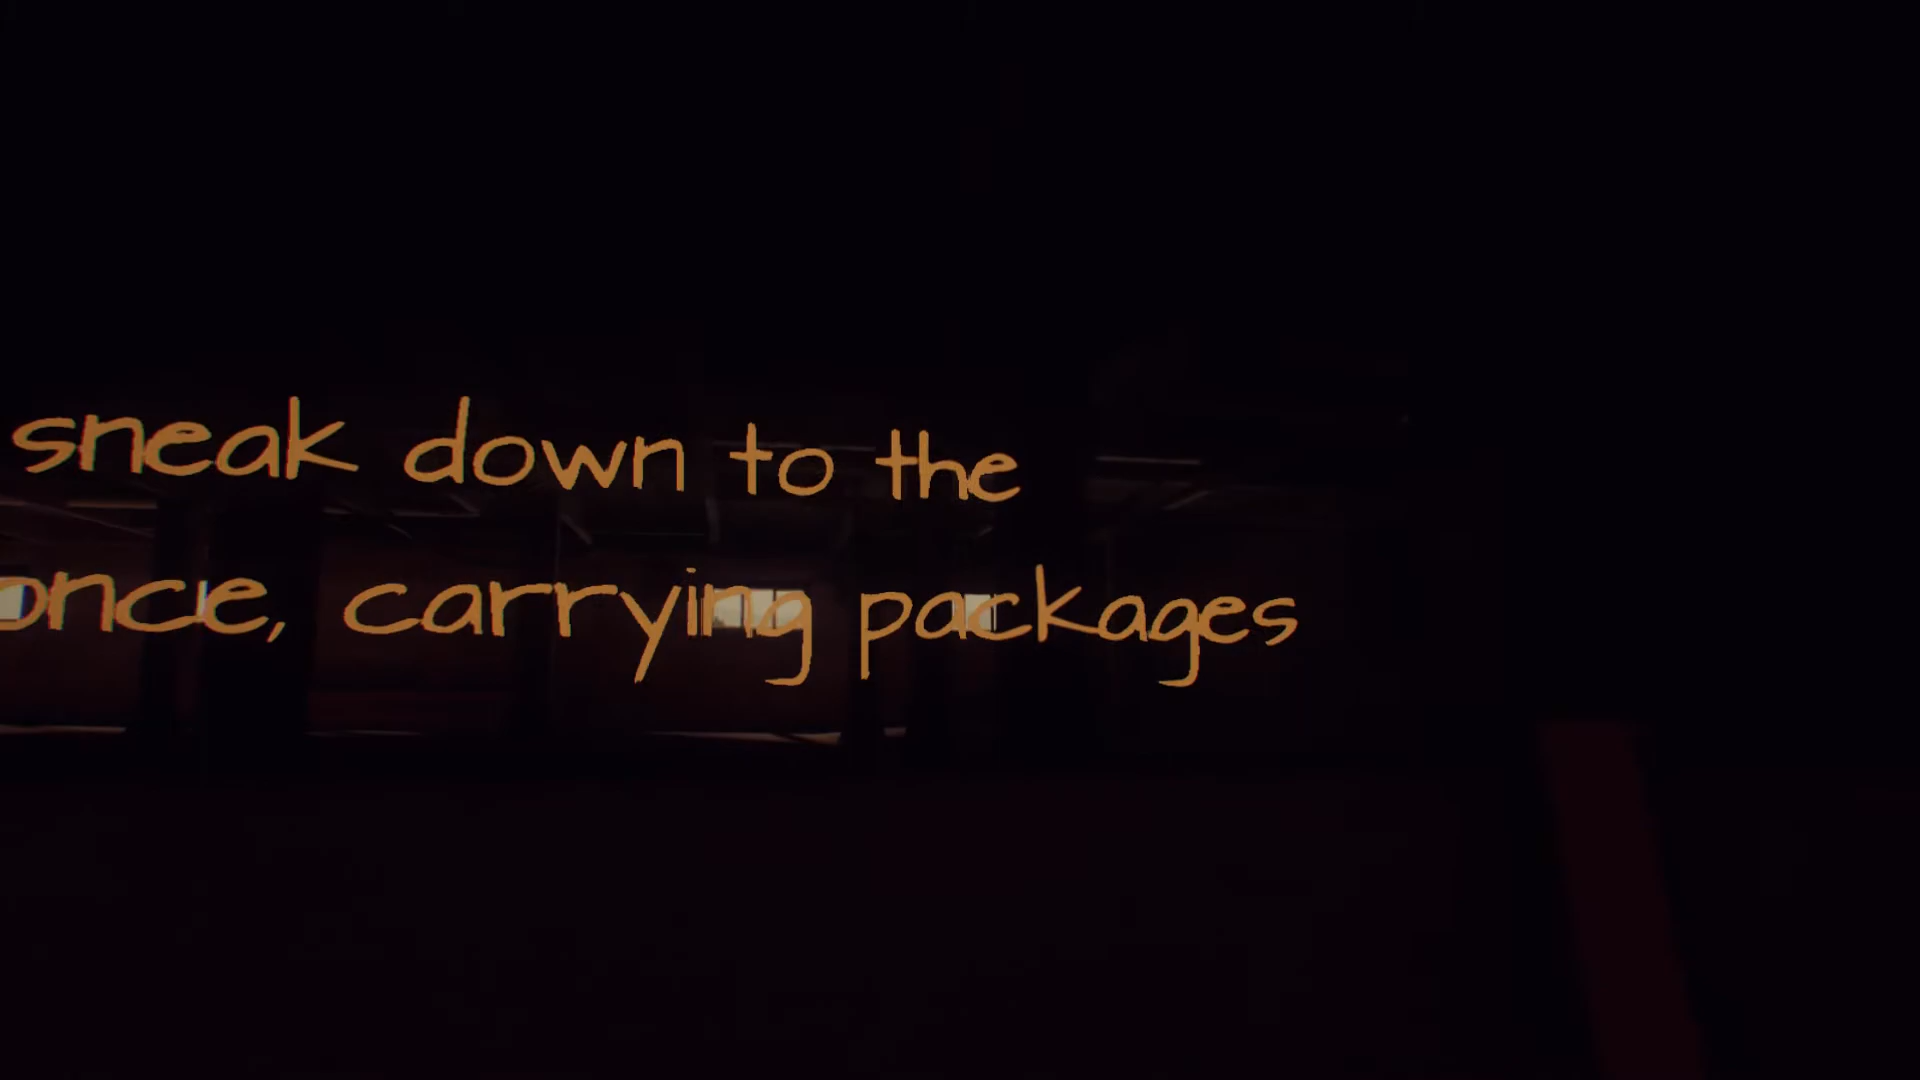 sneak down to the
once, carrying packages